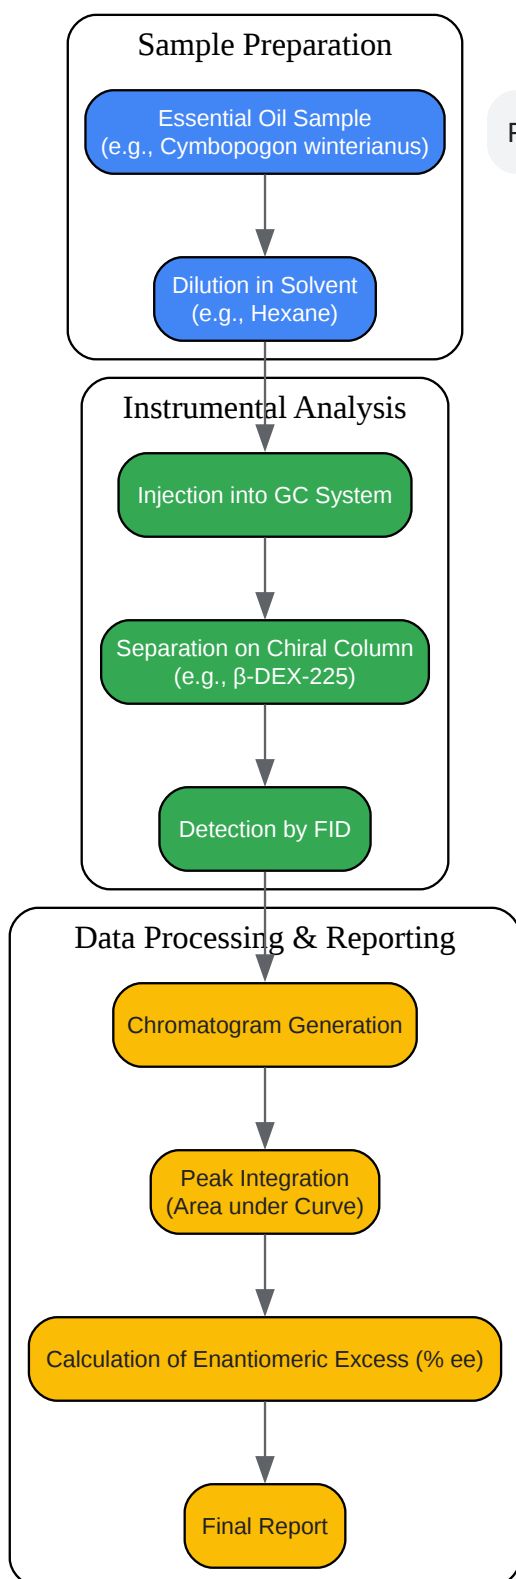 Sample Preparation
Essential Oil Sample
(e.g., Cymbopogon winterianus)
Dilution in Solvent
(e.g., Hexane)
Instrumental Analysis
Injection into GC System
Separation on Chiral Column
(e.g., β-DEX-225)
Detection by FID
Data Processing & Reporting
Chromatogram Generation
Peak Integration
(Area under Curve)
Calculation of Enantiomeric Excess (% ee)
Final Report